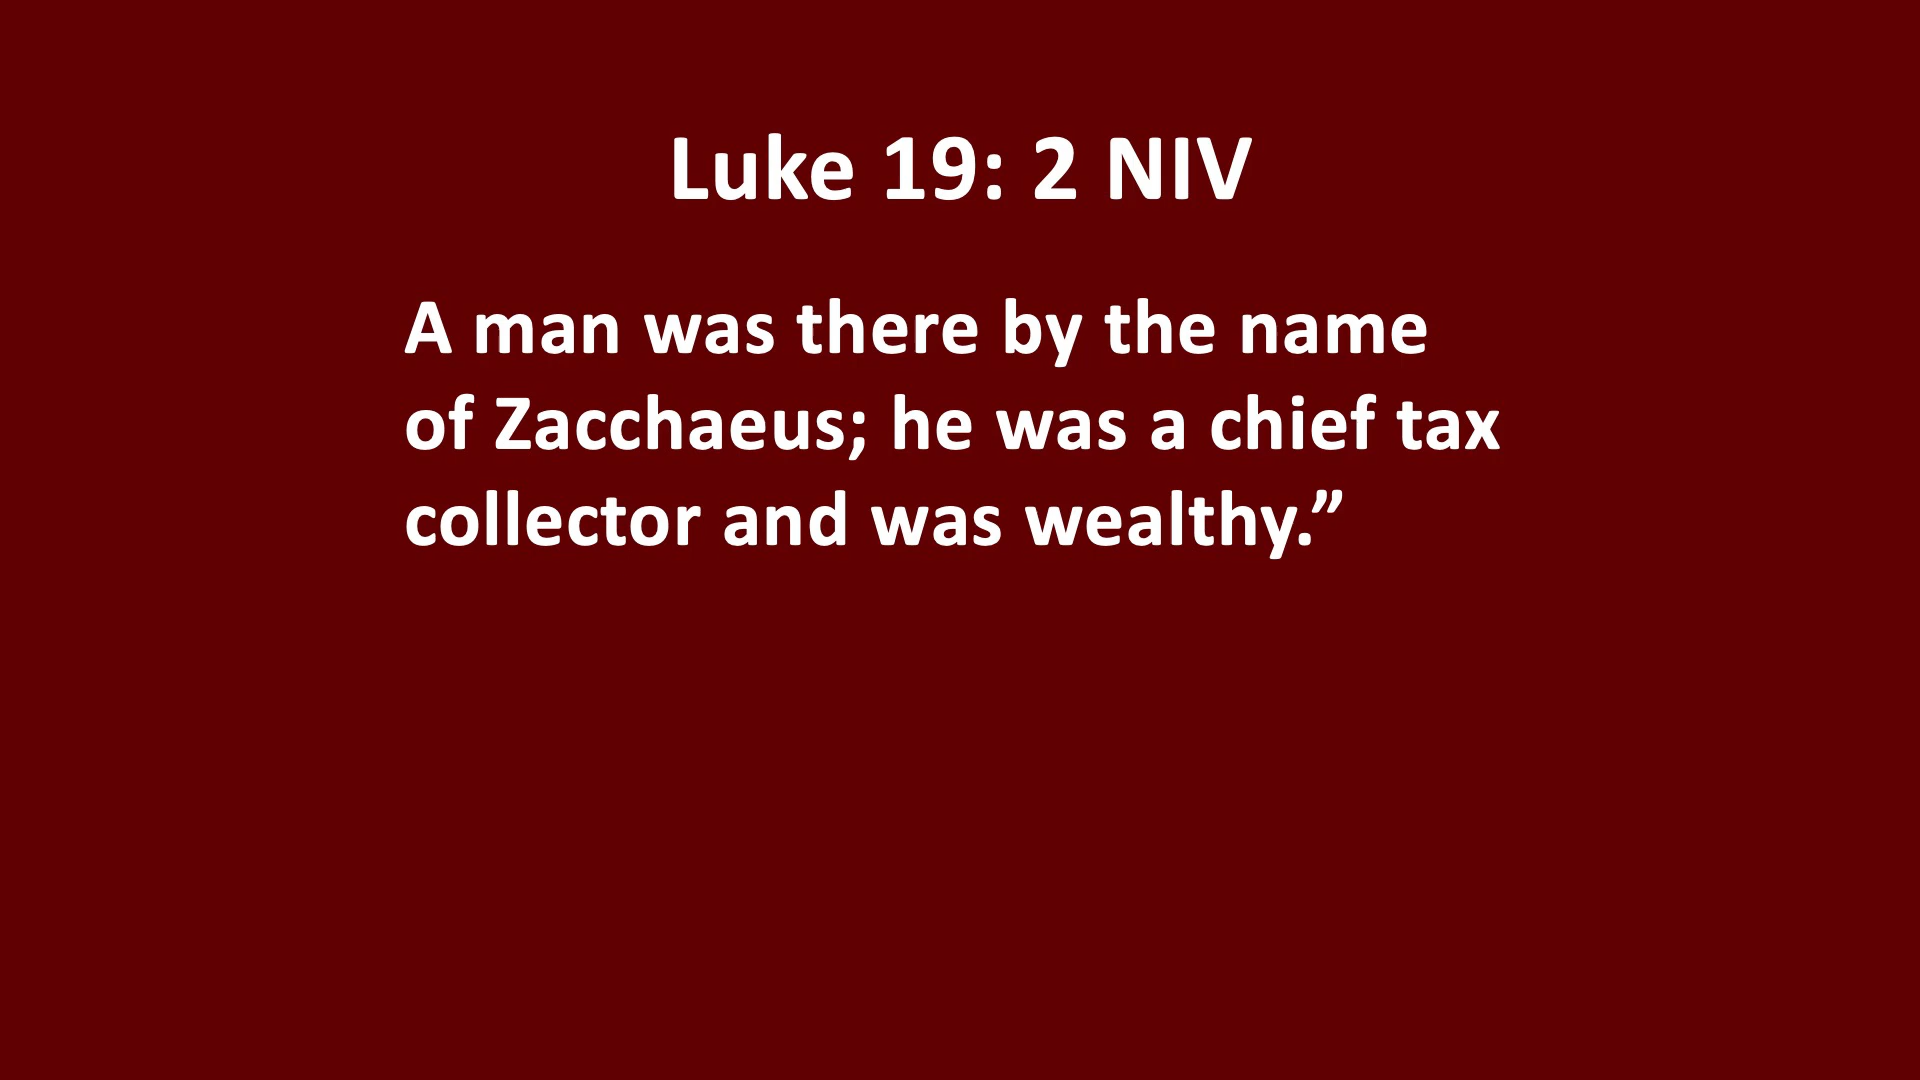 Luke 19: 2 NIV
A man was there by the name
of Zacchaeus; he was a chief tax
collector and was wealthy.”